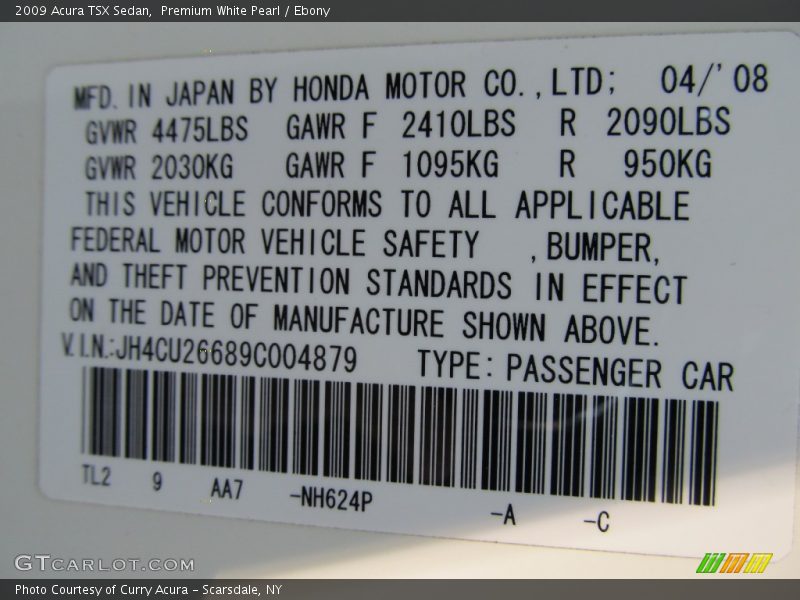 2009 Acura TSX Sedan,  Premium White Pearl / Ebony
MFD. IN JAPAN BY HONDA MOTOR CO.,LTD; 04/'08
GVWR 4475LBS GAWR F 2410LBS R 2090LBS
GVWR 2030KG GAWR F 1095KG R 950KG
THIS VEHICLE CONFORMS TO ALL APPLICABLE
FEDERAL MOTOR VEHICLE SAFETY ,BUMPER,
AND THEFT PREVENTION STANDARDS IN EFFECT
ON THE DATE OF MANUFACTURE SHOWN ABOVE.
V.I.N.:JH4CU26689C004879 TYPE: PASSENGER CAR
TL2 9 AA7 -NH624P -A -C
GTCARLOT.COM
Photo Courtesy of Curry Acura - Scarsdale, NY